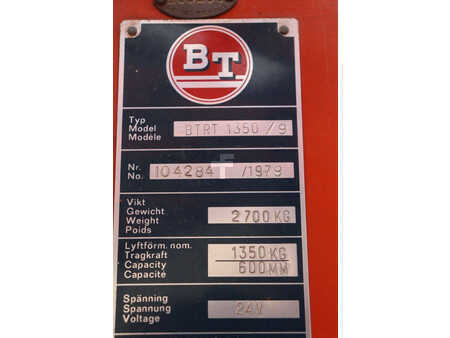 BT
Typ
Model BTRT 1350/9
Modèle
Nr. 104284 /1979
No.
Vikt
Gewicht 2700 KG
Weight
Poids
Lyftförm. nom. 1350 KG
Tragkraft
Capacity 600 MM
Capacité
Spänning
Spannung 24V
Voltage